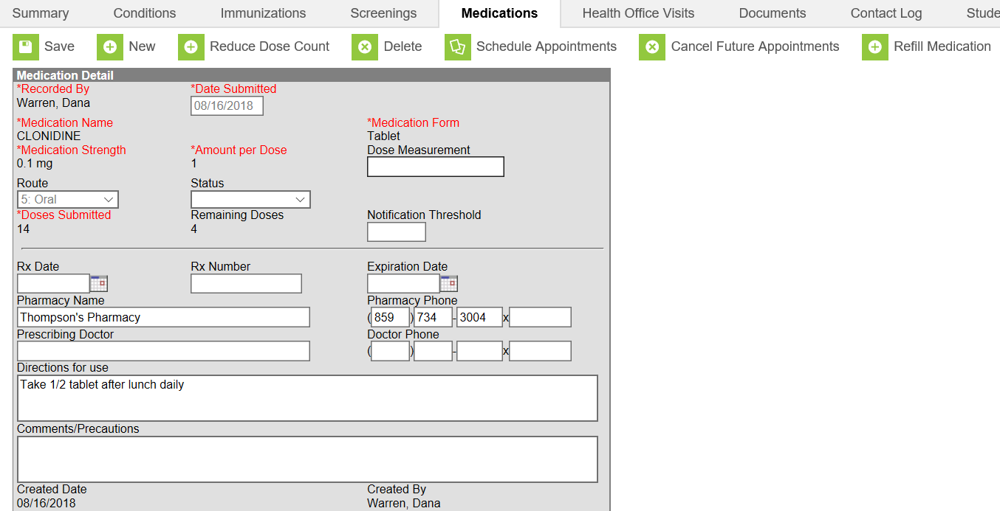 Summary Conditions Immunizations Screenings Medications Health Office Visits Documents Contact Log Stude
Save New Reduce Dose Count Delete Schedule Appointments Cancel Future Appointments Refill Medication
Medication Detail
*Recorded By *Date Submitted
Warren, Dana 08/16/2018
*Medication Name *Medication Form
CLONIDINE Tablet
*Medication Strength *Amount per Dose Dose Measurement
0.1 mg 1
Route Status
5: Oral
*Doses Submitted Remaining Doses Notification Threshold
14 4
Rx Date Rx Number Expiration Date
Pharmacy Name Pharmacy Phone
Thompson's Pharmacy (859)734-3004 x
Prescribing Doctor Doctor Phone
( ) - x
Directions for use
Take 1/2 tablet after lunch daily
Comments/Precautions
Created Date Created By
08/16/2018 Warren, Dana